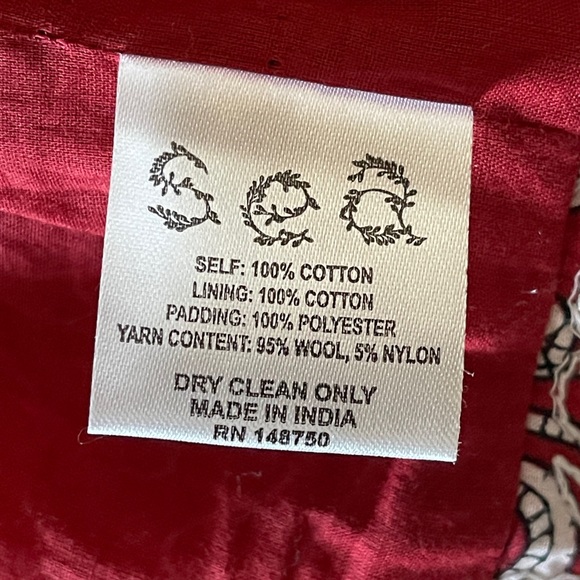 SELF: 100% COTTON
LINING: 100% COTTON
PADDING: 100% POLYESTER
YARN CONTENT: 95% WOOL, 5% NYLON
DRY CLEAN ONLY
MADE IN INDIA
RN 148750